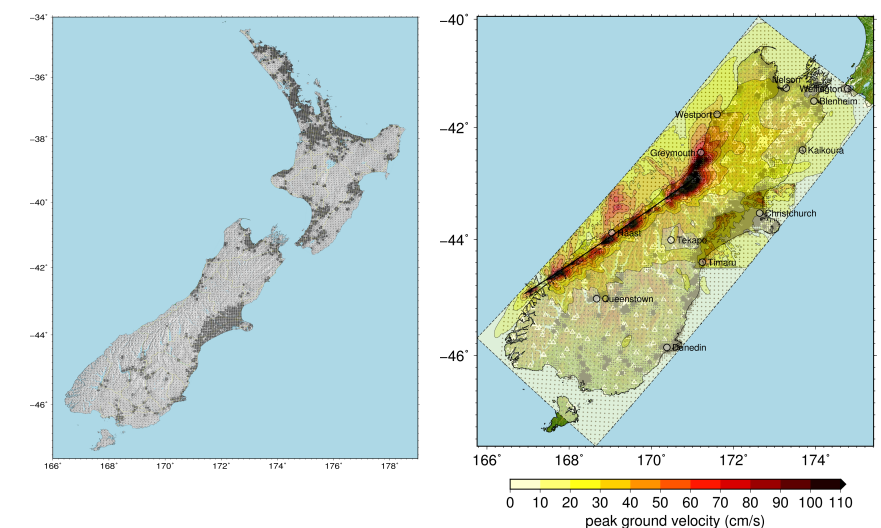 −34˚
−36˚
−38˚
−40˚
−42˚
−44˚
−46˚
166˚ 168˚ 170˚ 172˚ 174˚ 176˚ 178˚
−40˚
−42˚
−44˚
−46˚
Nelson
Wellington
Blenheim
Westport
Greymouth
Kaikoura
Christchurch
Haast
Tekapo
Timaru
Queenstown
Dunedin
166˚ 168˚ 170˚ 172˚ 174˚
0 10 20 30 40 50 60 70 80 90 100 110
peak ground velocity (cm/s)